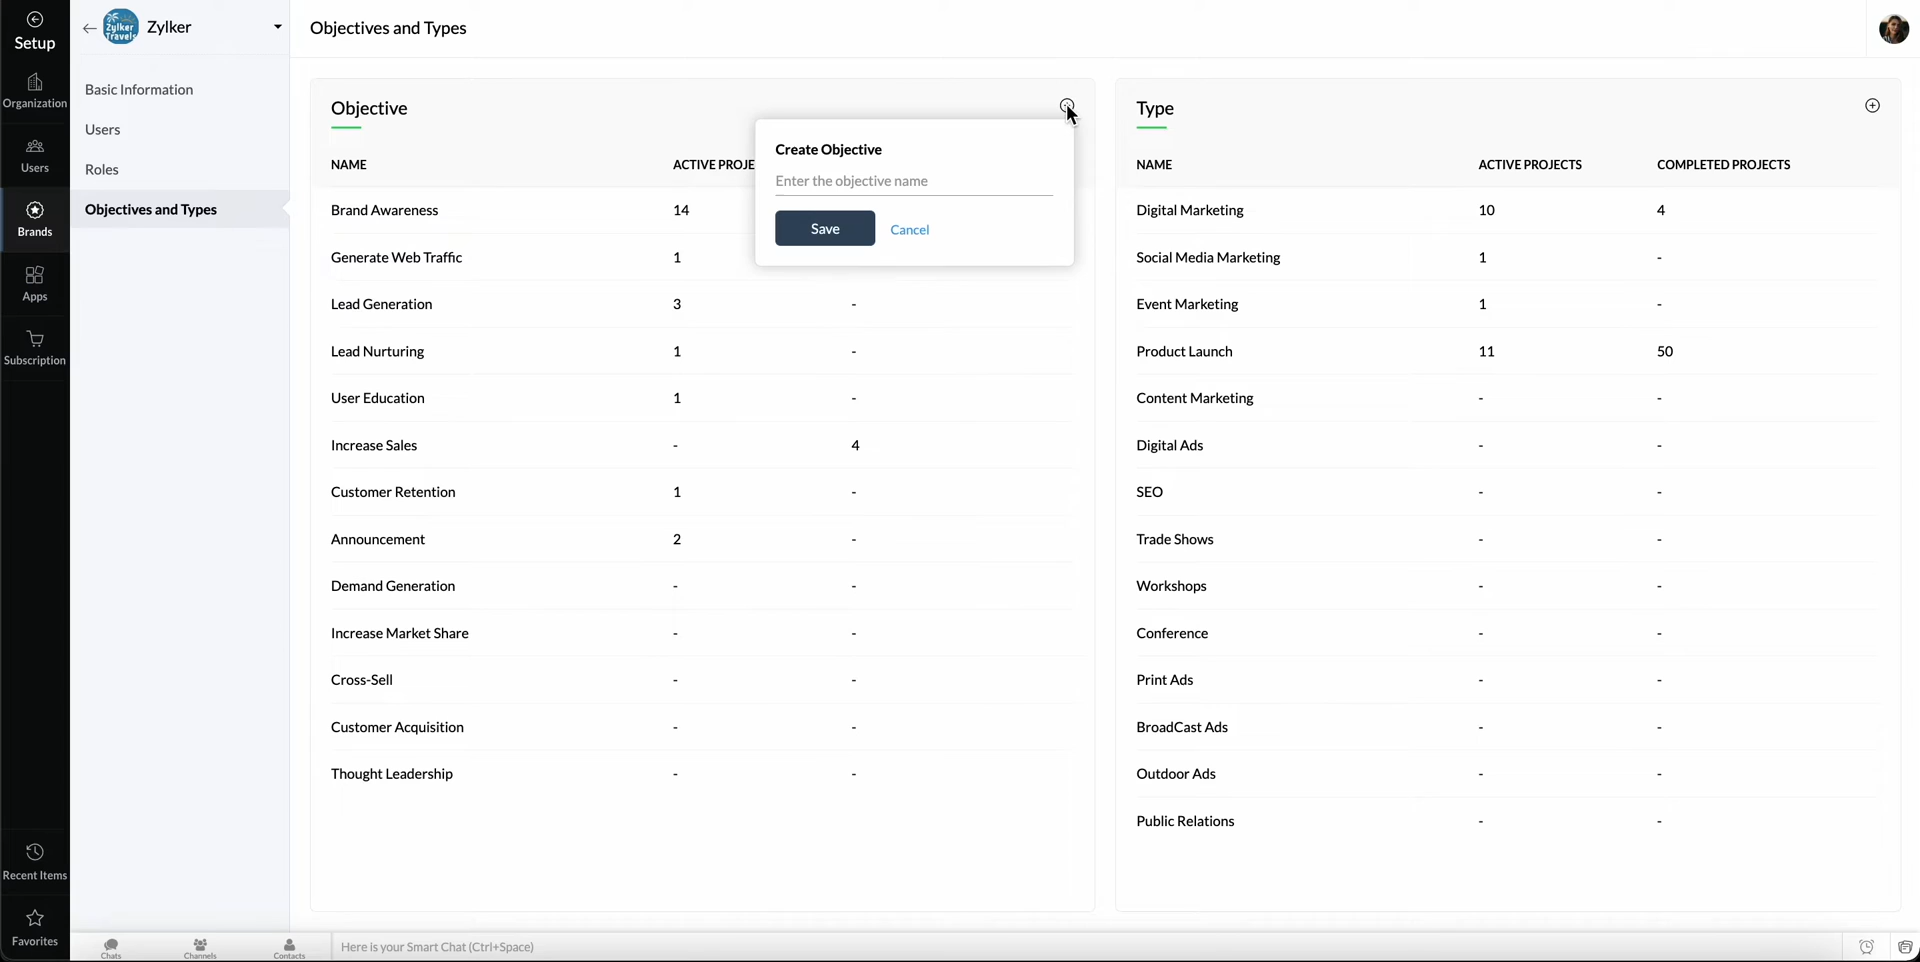 Setup
Organization
Users
Brands
Apps
Subscription
Recent Items
Favorites
Zylker Travels
Zylker
Basic Information
Users
Roles
Objectives and Types
Objectives and Types
Objective
NAME ACTIVE PROJE
Create Objective
Enter the objective name
Save Cancel
Brand Awareness 14
Generate Web Traffic 1
Lead Generation 3 -
Lead Nurturing 1 -
User Education 1 -
Increase Sales - 4
Customer Retention 1 -
Announcement 2 -
Demand Generation - -
Increase Market Share - -
Cross-Sell - -
Customer Acquisition - -
Thought Leadership - -
Type
NAME ACTIVE PROJECTS COMPLETED PROJECTS
Digital Marketing 10 4
Social Media Marketing 1 -
Event Marketing 1 -
Product Launch 11 50
Content Marketing - -
Digital Ads - -
SEO - -
Trade Shows - -
Workshops - -
Conference - -
Print Ads - -
BroadCast Ads - -
Outdoor Ads - -
Public Relations - -
Chats Channels Contacts
Here is your Smart Chat (Ctrl+Space)